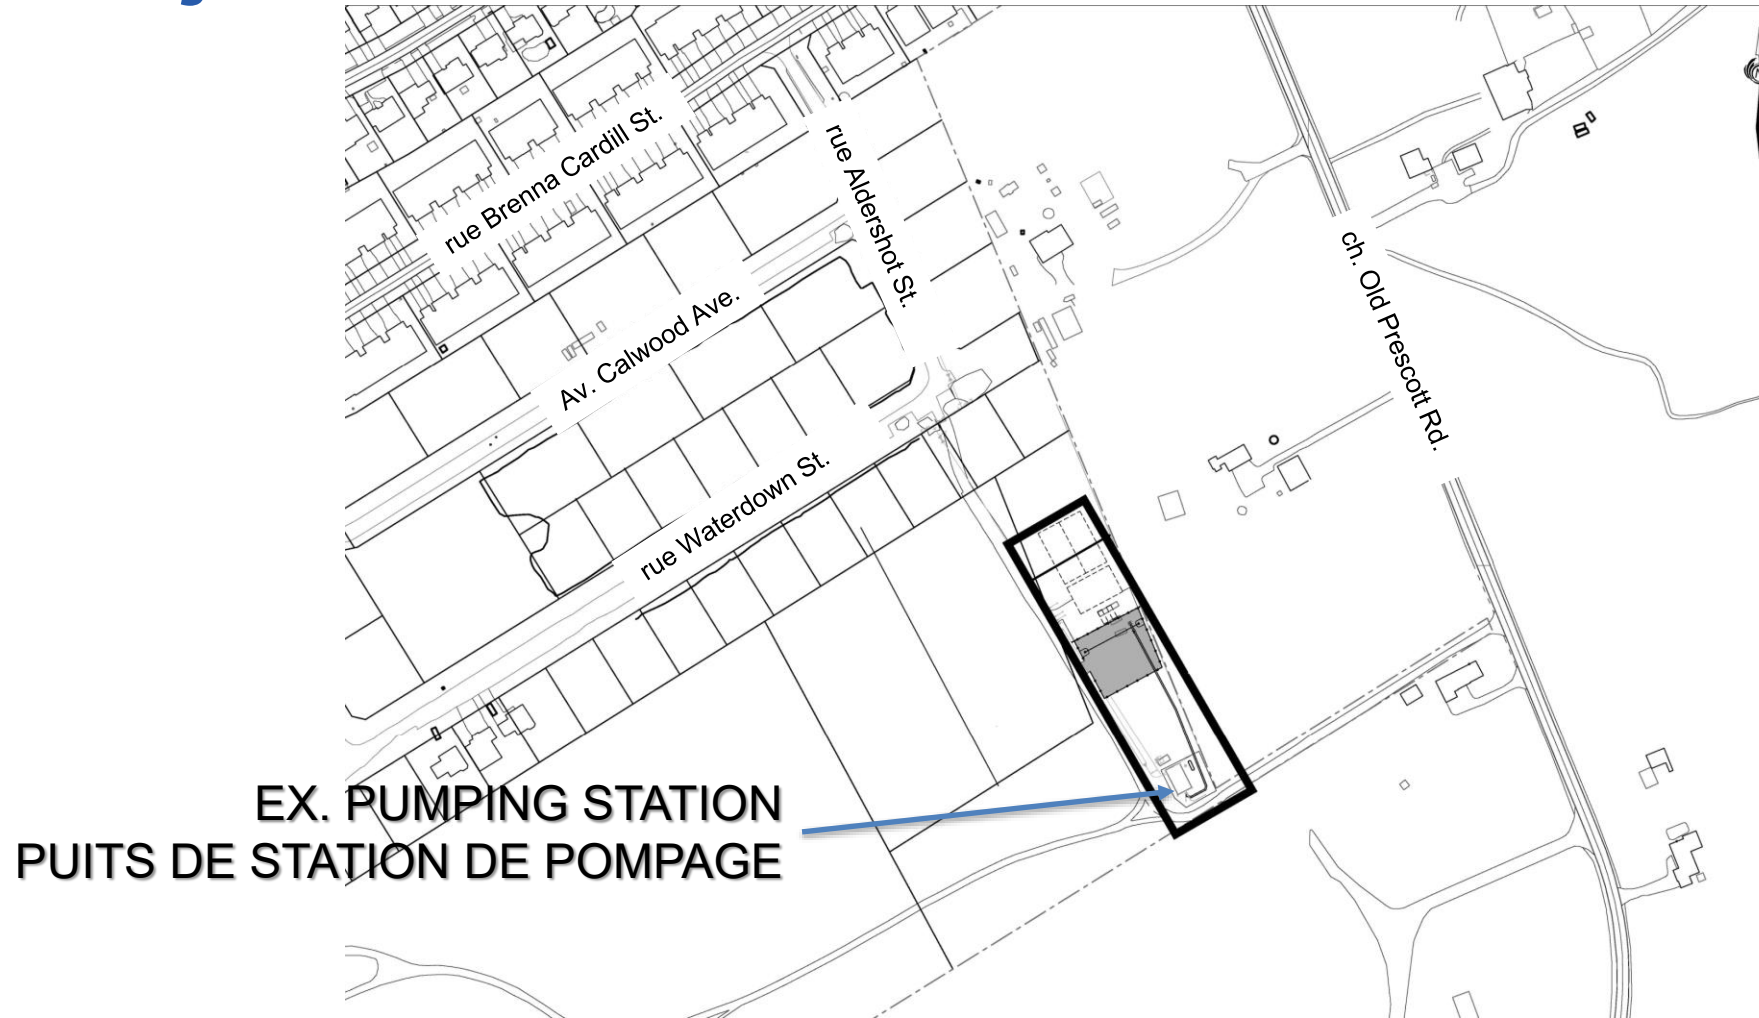 rue Brenna Cardill St.
rue Aldershot St.
Av. Calwood Ave.
ch. Old Prescott Rd.
rue Waterdown St.
EX. PUMPING STATION
PUITS DE STATION DE POMPAGE